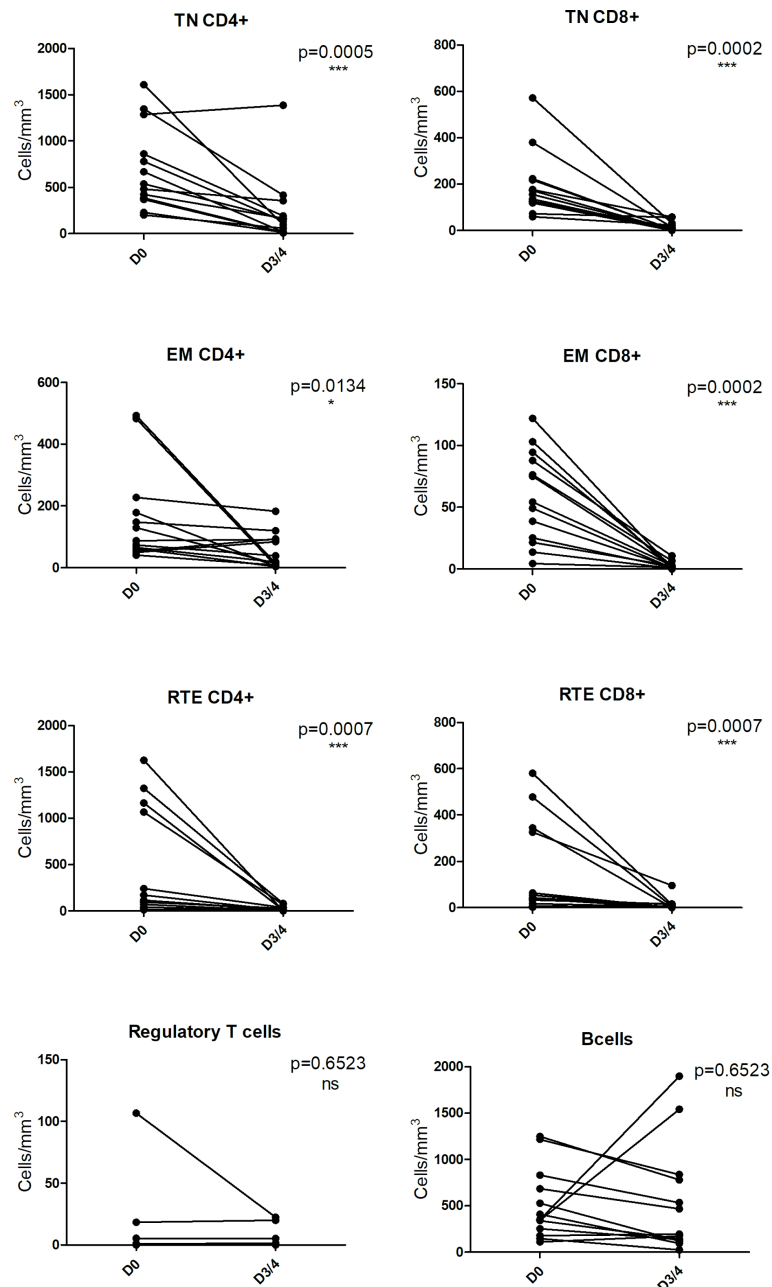 TN CD4+
p=0.0005
***
Cells/mm³
2000
1500
1000
500
0
D0
D3/4
TN CD8+
p=0.0002
***
Cells/mm³
800
600
400
200
0
D0
D3/4
EM CD4+
p=0.0134
*
Cells/mm³
600
400
200
0
D0
D3/4
EM CD8+
p=0.0002
***
Cells/mm³
150
100
50
0
D0
D3/4
RTE CD4+
p=0.0007
***
Cells/mm³
2000
1500
1000
500
0
D0
D3/4
RTE CD8+
p=0.0007
***
Cells/mm³
800
600
400
200
0
D0
D3/4
Regulatory T cells
p=0.6523
ns
Cells/mm³
150
100
50
0
D0
D3/4
Bcells
p=0.6523
ns
Cells/mm³
2000
1500
1000
500
0
D0
D3/4